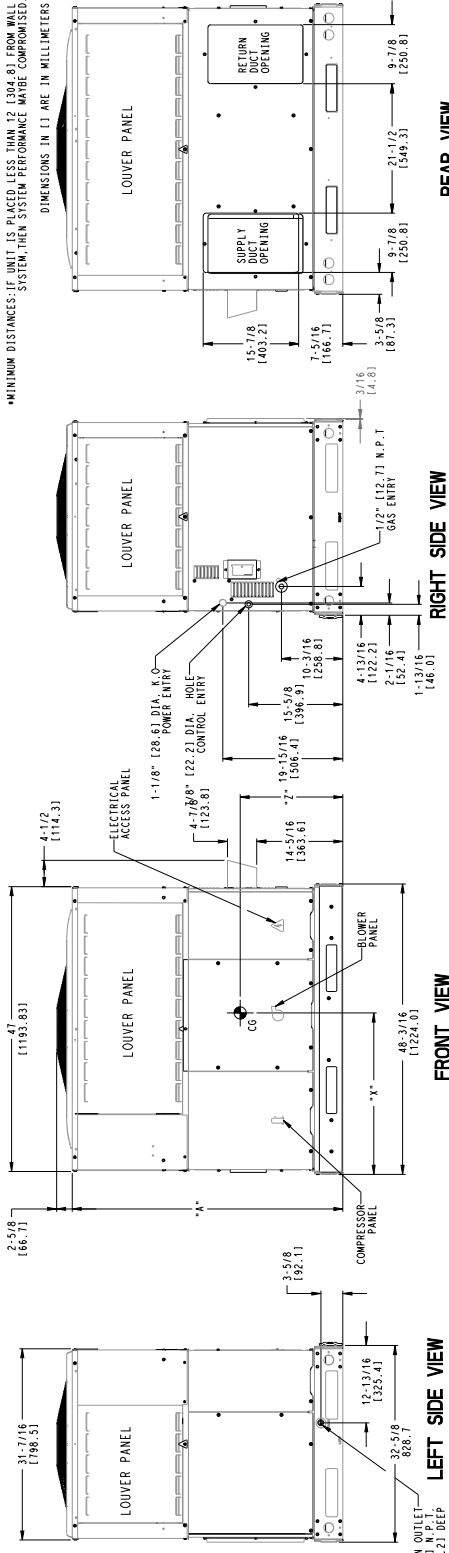 *MINIMUM DISTANCES:IF UNIT IS PLACED LESS THAN 12 [304.8] FROM WALL
SYSTEM,THEN SYSTEM PERFORMANCE MAYBE COMPROMISED
DIMENSIONS IN [] ARE IN MILLIMETERS
31-7/16
[798.5]
LOUVER PANEL
3-5/8
[92.1]
12-13/16
[325.4]
32-5/8
828.7
N OUTLET
] N.P.T.
.2] DEEP
LEFT SIDE VIEW
2-5/8
[66.7]
47
[1193.83]
4-1/2
[114.3]
LOUVER PANEL
ELECTRICAL
ACCESS PANEL
"A"
CG
COMPRESSOR
PANEL
BLOWER
PANEL
"X"
"Z"
14-5/16
[363.6]
4-7/8
[123.8]
48-3/16
[1224.0]
FRONT VIEW
LOUVER PANEL
1-1/8" [28.6] DIA. K.O
POWER ENTRY
7/8" [22.2] DIA. HOLE
CONTROL ENTRY
19-15/16
[506.4]
15-5/8
[396.9]
10-3/16
[258.8]
1/2" [12.7] N.P.T
GAS ENTRY
3/16
[4.8]
4-13/16
[122.2]
2-1/16
[52.4]
1-13/16
[46.0]
RIGHT SIDE VIEW
LOUVER PANEL
SUPPLY
DUCT
OPENING
RETURN
DUCT
OPENING
15-7/8
[403.2]
7-5/16
[166.7]
3-5/8
[87.3]
9-7/8
[250.8]
21-1/2
[549.3]
9-7/8
[250.8]
REAR VIEW